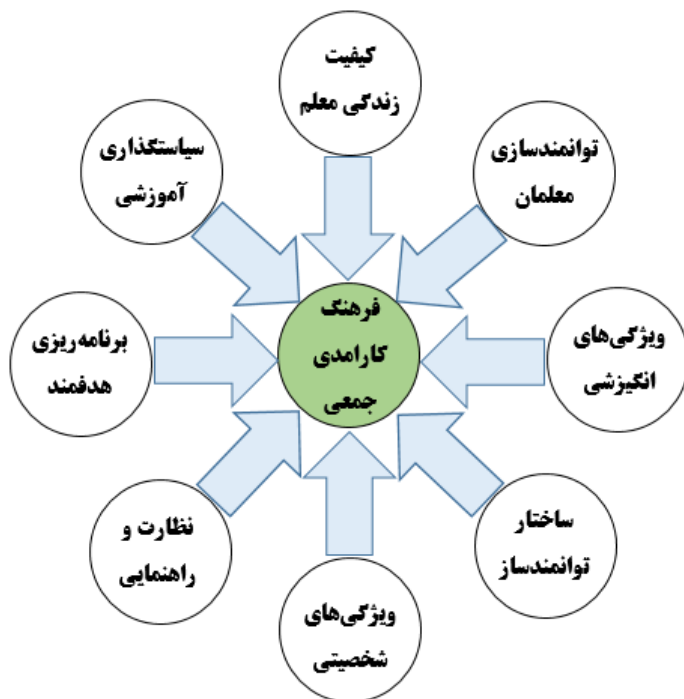 کیفیت
زندگی معلم
توانمندسازی
معلمان
ویژگی‌های
انگیزشی
ساختار
توانمندساز
ویژگی‌های
شخصیتی
نظارت و
راهنمایی
برنامه‌ریزی
هدفمند
سیاستگذاری
آموزشی
فرهنگ
کارامدی
جمعی